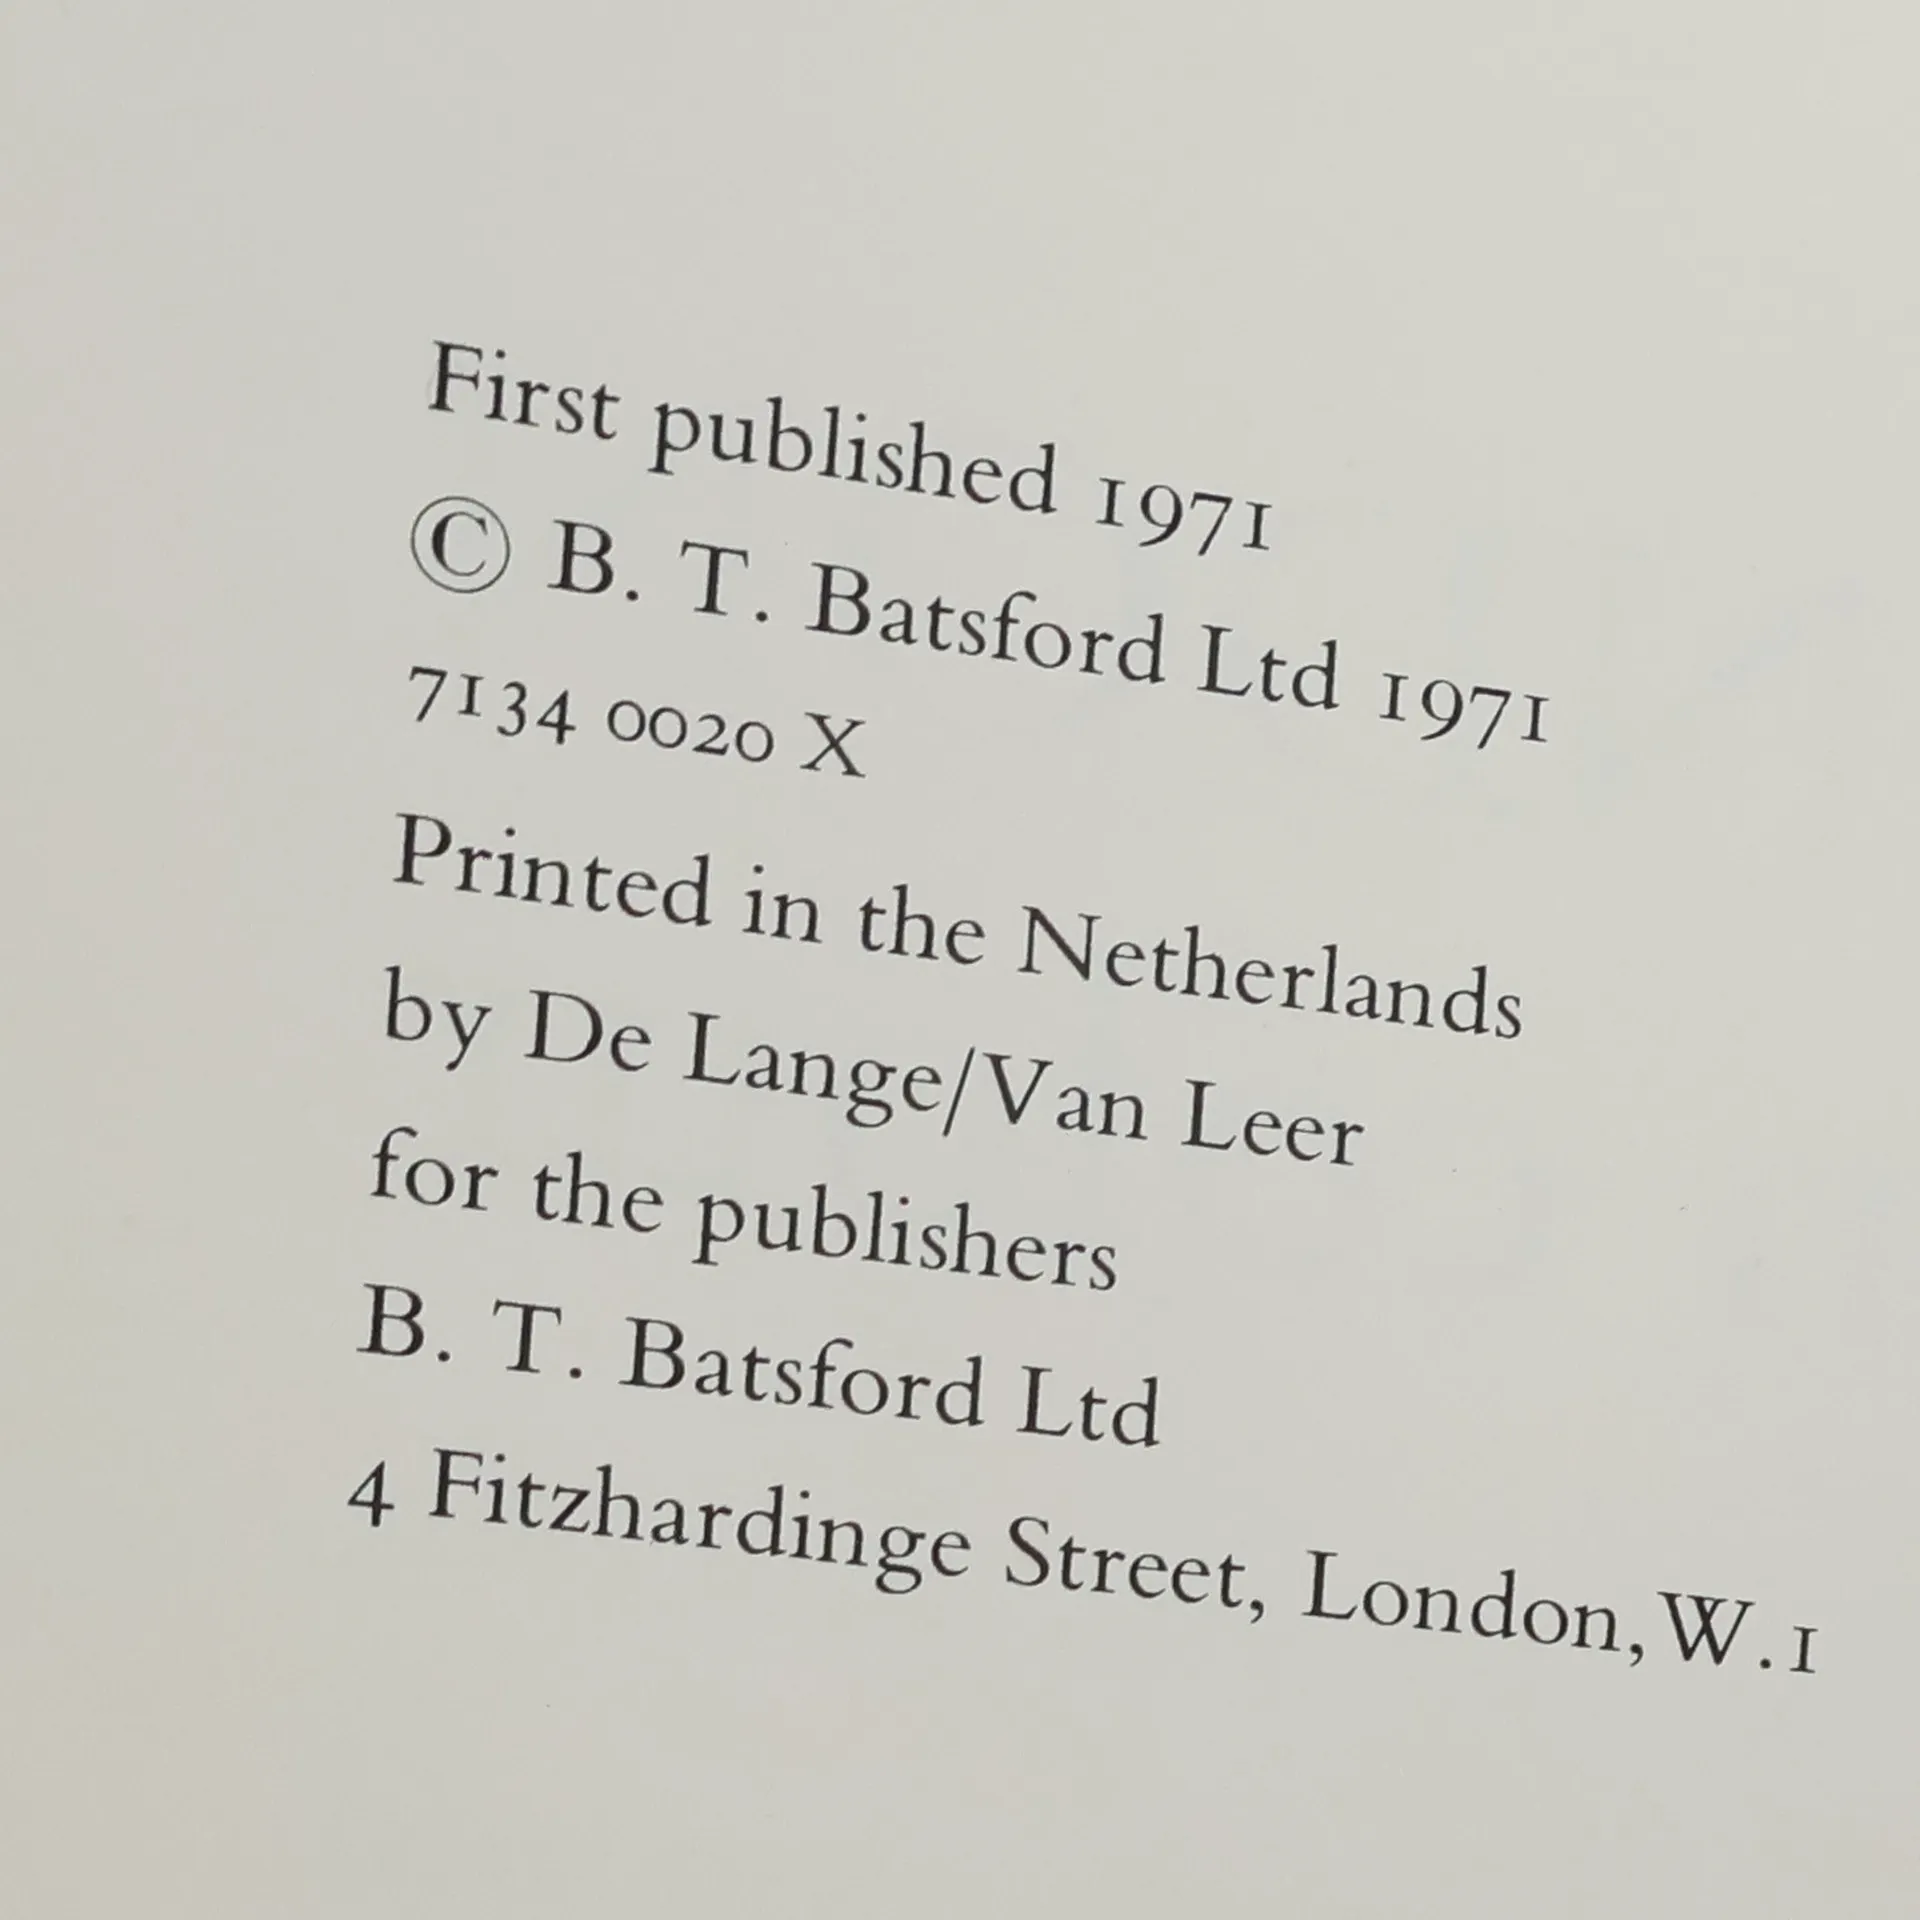 First published 1971
© B. T. Batsford Ltd 1971
7134 0020 X
Printed in the Netherlands
by De Lange/Van Leer
for the publishers
B. T. Batsford Ltd
4 Fitzhardinge Street, London, W.1